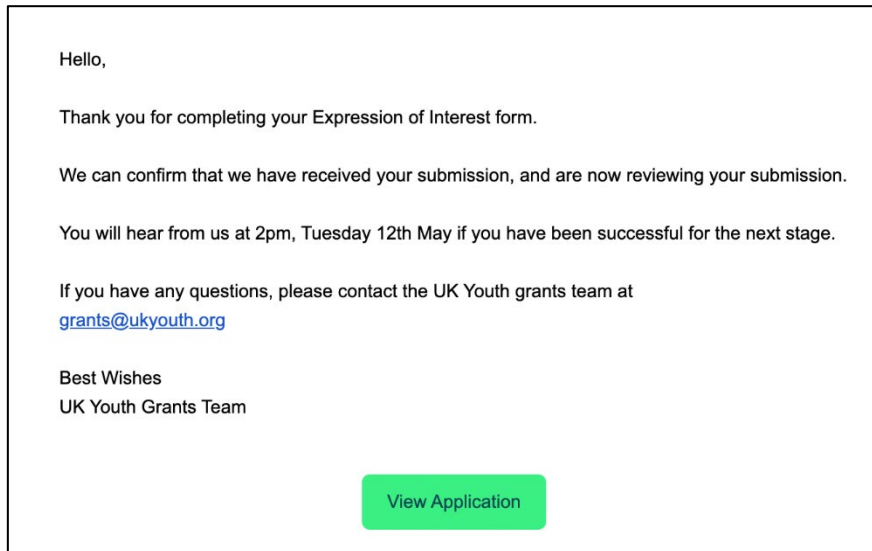 Hello,
Thank you for completing your Expression of Interest form.
We can confirm that we have received your submission, and are now reviewing your submission.
You will hear from us at 2pm, Tuesday 12th May if you have been successful for the next stage.
If you have any questions, please contact the UK Youth grants team at
grants@ukyouth.org
Best Wishes
UK Youth Grants Team
View Application